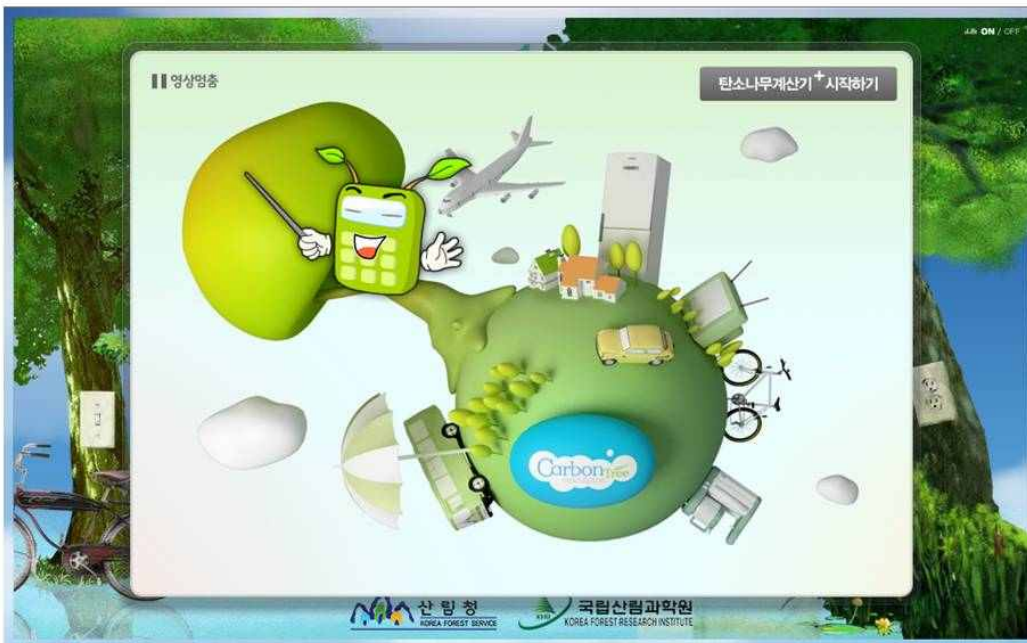 ON / OFF
영상멈춤
탄소나무계산기+ 시작하기
Carbon Tree
산림청
KOREA FOREST SERVICE
국립산림과학원
KOREA FOREST RESEARCH INSTITUTE